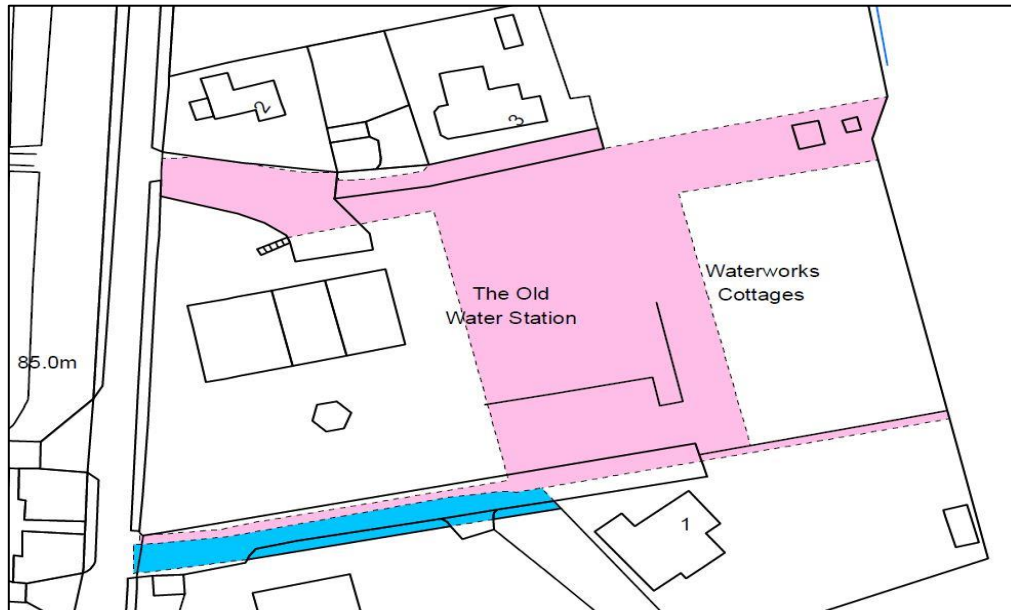 2
3
Waterworks
Cottages
The Old
Water Station
85.0m
1